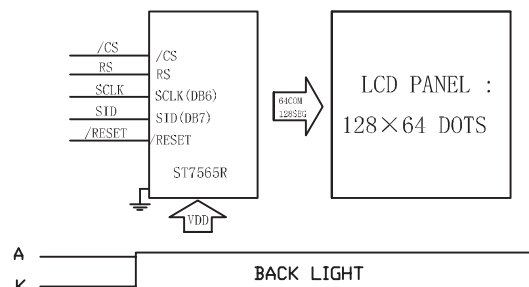 /CS
/CS
RS
RS
SCLK
SCLK(DB6)
SID
SID(DB7)
/RESET
/RESET
ST7565R
VDD
64COM
128SEG
LCD PANEL :
128×64 DOTS
A
K
BACK LIGHT